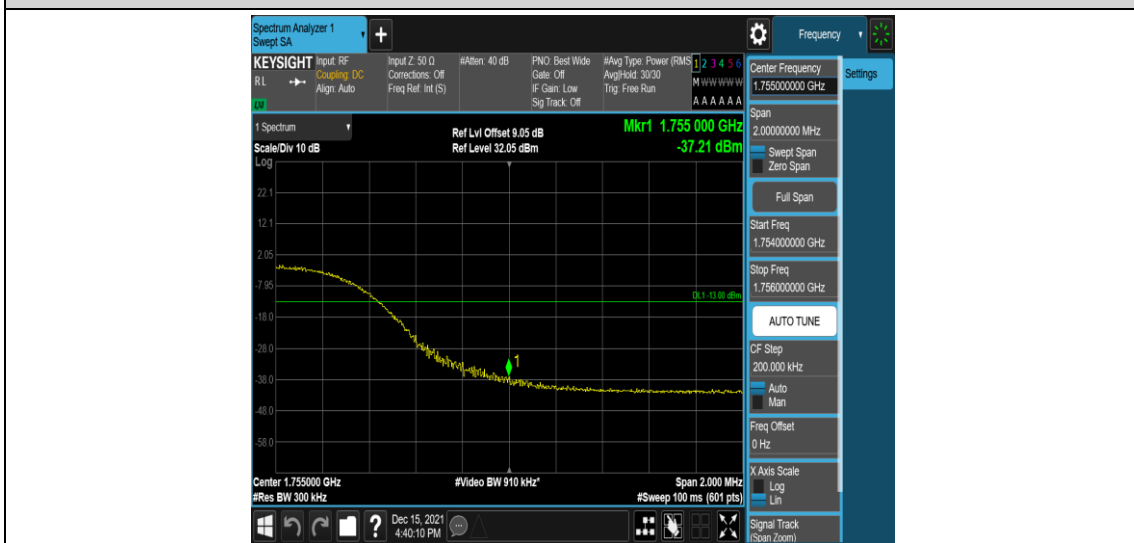 Spectrum Analyzer 1
Swept SA
+
Frequency
KEYSIGHT
RL
LXI
Input: RF
Coupling: DC
Align: Auto
Input Z: 50 Ω
Corrections: Off
Freq Ref: Int (S)
#Atten: 40 dB
PNO: Best Wide
Gate: Off
IF Gain: Low
Sig Track: Off
#Avg Type: Power (RMS
Avg|Hold: 30/30
Trig: Free Run
1 2 3 4 5 6
M W W W W W
A A A A A A
1 Spectrum
Scale/Div 10 dB
Ref Lvl Offset 9.05 dB
Ref Level 32.05 dBm
Mkr1 1.755 000 GHz
-37.21 dBm
Log
22.1
12.1
2.05
-7.95
-18.0
-28.0
-38.0
-48.0
-58.0
DL1 -13.00 dBm
1
Center 1.755000 GHz
#Res BW 300 kHz
#Video BW 910 kHz*
Span 2.000 MHz
#Sweep 100 ms (601 pts)
?
Dec 15, 2021
4:40:10 PM
Center Frequency
1.755000000 GHz
Settings
Span
2.00000000 MHz
Swept Span
Zero Span
Full Span
Start Freq
1.754000000 GHz
Stop Freq
1.756000000 GHz
AUTO TUNE
CF Step
200.000 kHz
Auto
Man
Freq Offset
0 Hz
X Axis Scale
Log
Lin
Signal Track
(Span Zoom)